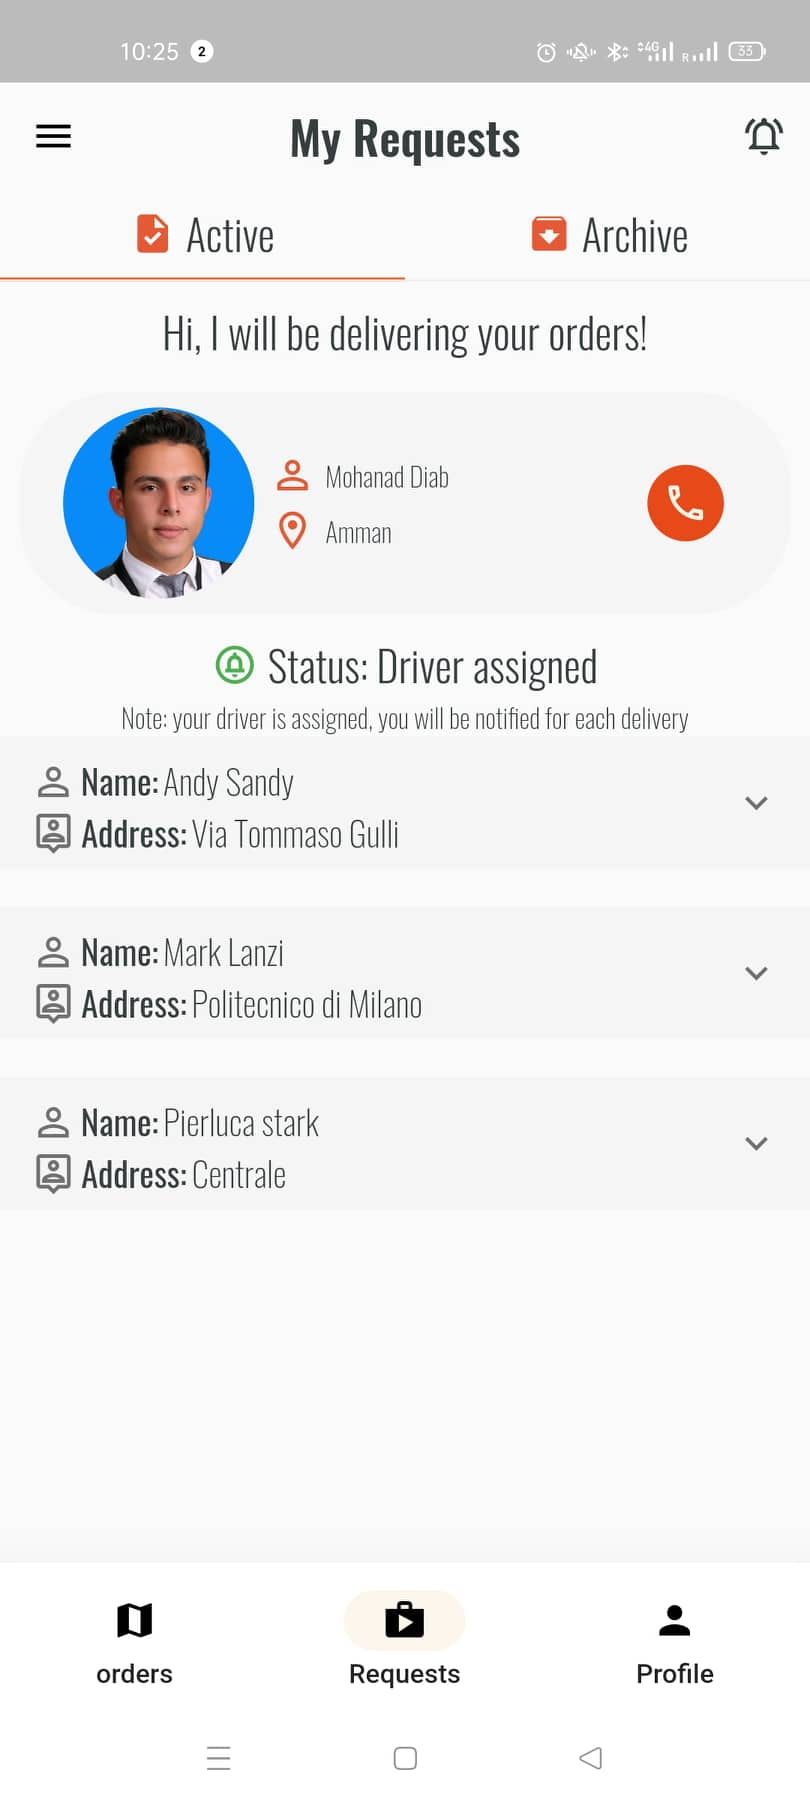 10:25 2
4G R 33
My Requests
Active Archive
Hi, I will be delivering your orders!
Mohanad Diab
Amman
Status: Driver assigned
Note: your driver is assigned, you will be notified for each delivery
Name: Andy Sandy
Address: Via Tommaso Gulli
Name: Mark Lanzi
Address: Politecnico di Milano
Name: Pierluca stark
Address: Centrale
orders Requests Profile